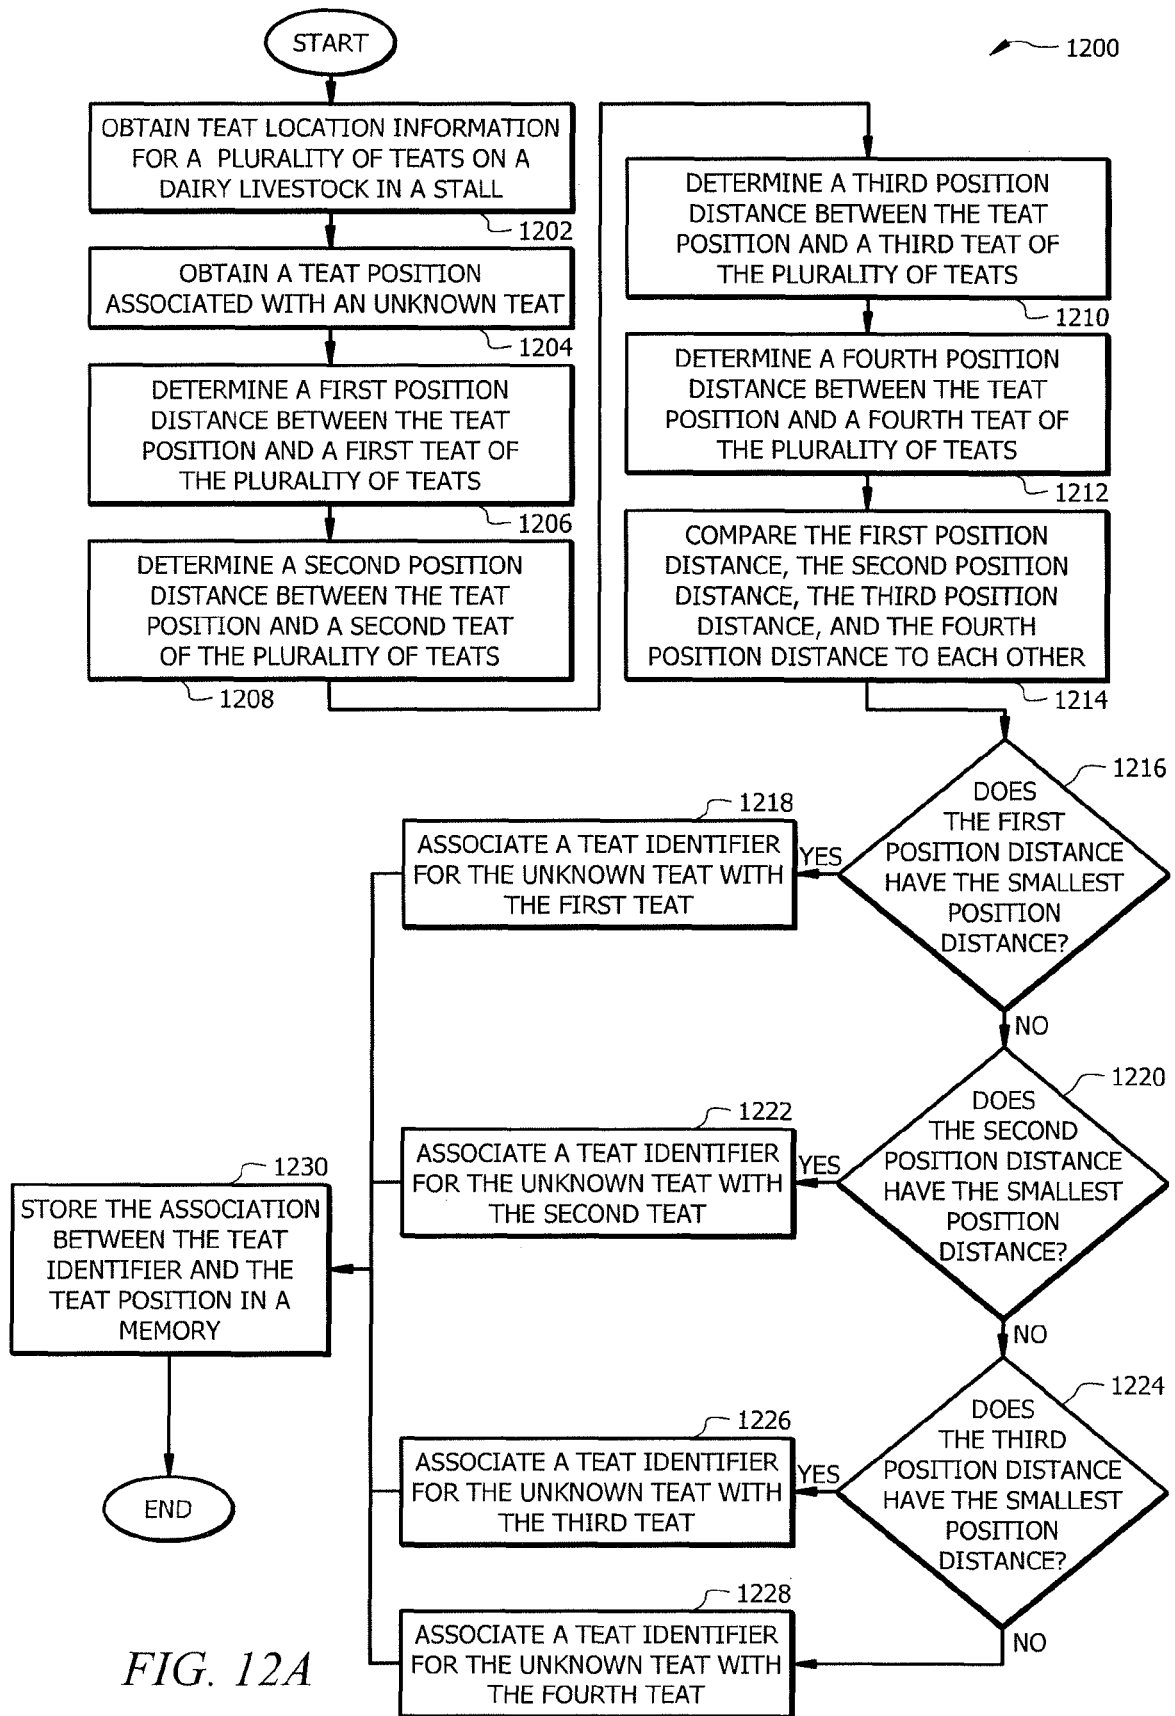 START
1200
OBTAIN TEAT LOCATION INFORMATION
FOR A PLURALITY OF TEATS ON A
DAIRY LIVESTOCK IN A STALL
1202
OBTAIN A TEAT POSITION
ASSOCIATED WITH AN UNKNOWN TEAT
1204
DETERMINE A FIRST POSITION
DISTANCE BETWEEN THE TEAT
POSITION AND A FIRST TEAT OF
THE PLURALITY OF TEATS
1206
DETERMINE A SECOND POSITION
DISTANCE BETWEEN THE TEAT
POSITION AND A SECOND TEAT
OF THE PLURALITY OF TEATS
1208
DETERMINE A THIRD POSITION
DISTANCE BETWEEN THE TEAT
POSITION AND A THIRD TEAT OF
THE PLURALITY OF TEATS
1210
DETERMINE A FOURTH POSITION
DISTANCE BETWEEN THE TEAT
POSITION AND A FOURTH TEAT OF
THE PLURALITY OF TEATS
1212
COMPARE THE FIRST POSITION
DISTANCE, THE SECOND POSITION
DISTANCE, THE THIRD POSITION
DISTANCE, AND THE FOURTH
POSITION DISTANCE TO EACH OTHER
1214
1216
DOES
THE FIRST
POSITION DISTANCE
HAVE THE SMALLEST
POSITION
DISTANCE?
YES
1218
ASSOCIATE A TEAT IDENTIFIER
FOR THE UNKNOWN TEAT WITH
THE FIRST TEAT
NO
1220
DOES
THE SECOND
POSITION DISTANCE
HAVE THE SMALLEST
POSITION
DISTANCE?
YES
1222
ASSOCIATE A TEAT IDENTIFIER
FOR THE UNKNOWN TEAT WITH
THE SECOND TEAT
NO
1224
DOES
THE THIRD
POSITION DISTANCE
HAVE THE SMALLEST
POSITION
DISTANCE?
YES
1226
ASSOCIATE A TEAT IDENTIFIER
FOR THE UNKNOWN TEAT WITH
THE THIRD TEAT
NO
1228
ASSOCIATE A TEAT IDENTIFIER
FOR THE UNKNOWN TEAT WITH
THE FOURTH TEAT
1230
STORE THE ASSOCIATION
BETWEEN THE TEAT
IDENTIFIER AND THE
TEAT POSITION IN A
MEMORY
END
FIG. 12A